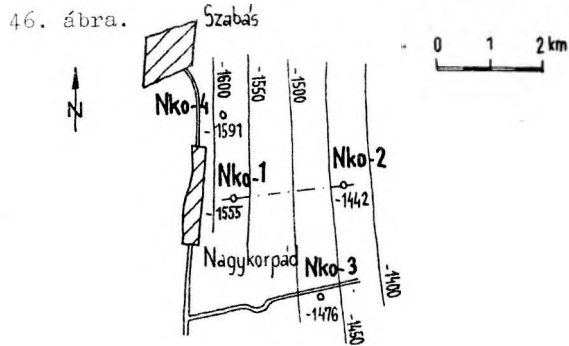 46. ábra.
Szabás
0 1 2 km
N
-1600
-1550
-1500
Nko-4
-1591
Nko-1
-1555
Nko-2
-1442
Nagykorpád
Nko-3
-1476
-1450
-1400